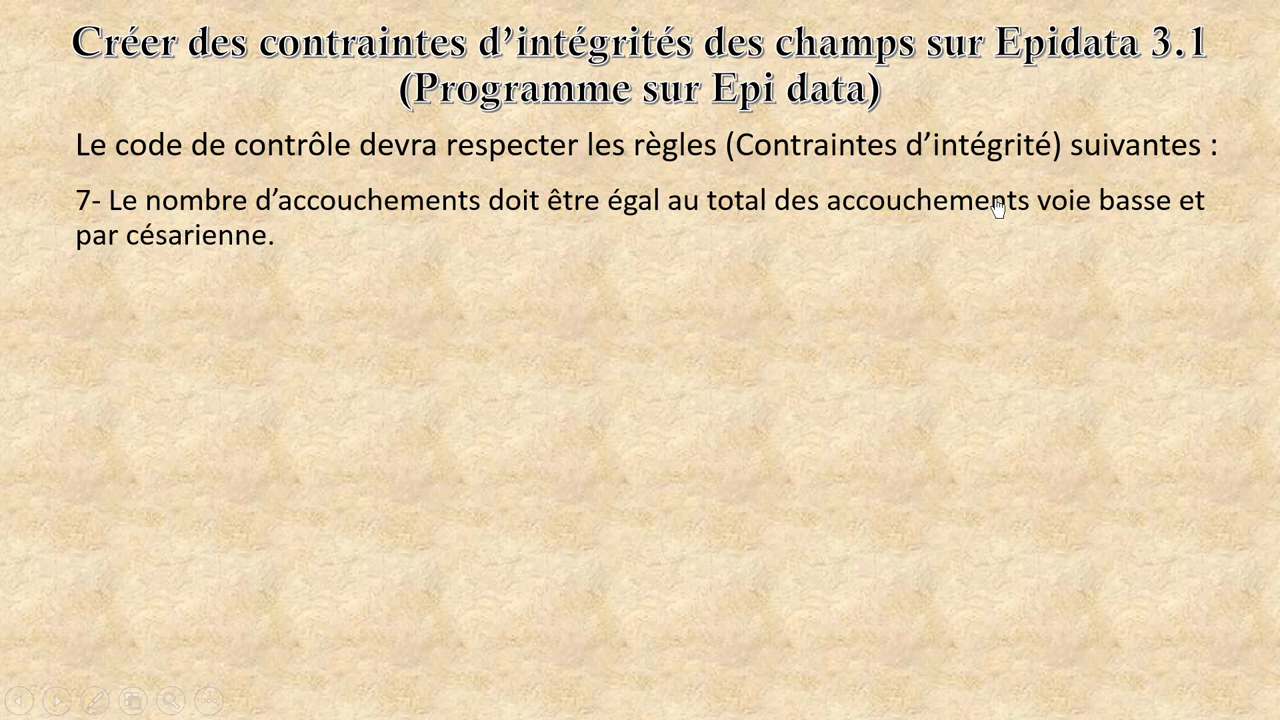 Créer des contraintes d’intégrités des champs sur Epidata 3.1
(Programme sur Epi data)
Le code de contrôle devra respecter les règles (Contraintes d’intégrité) suivantes :
7- Le nombre d’accouchements doit être égal au total des accouchements voie basse et
par césarienne.